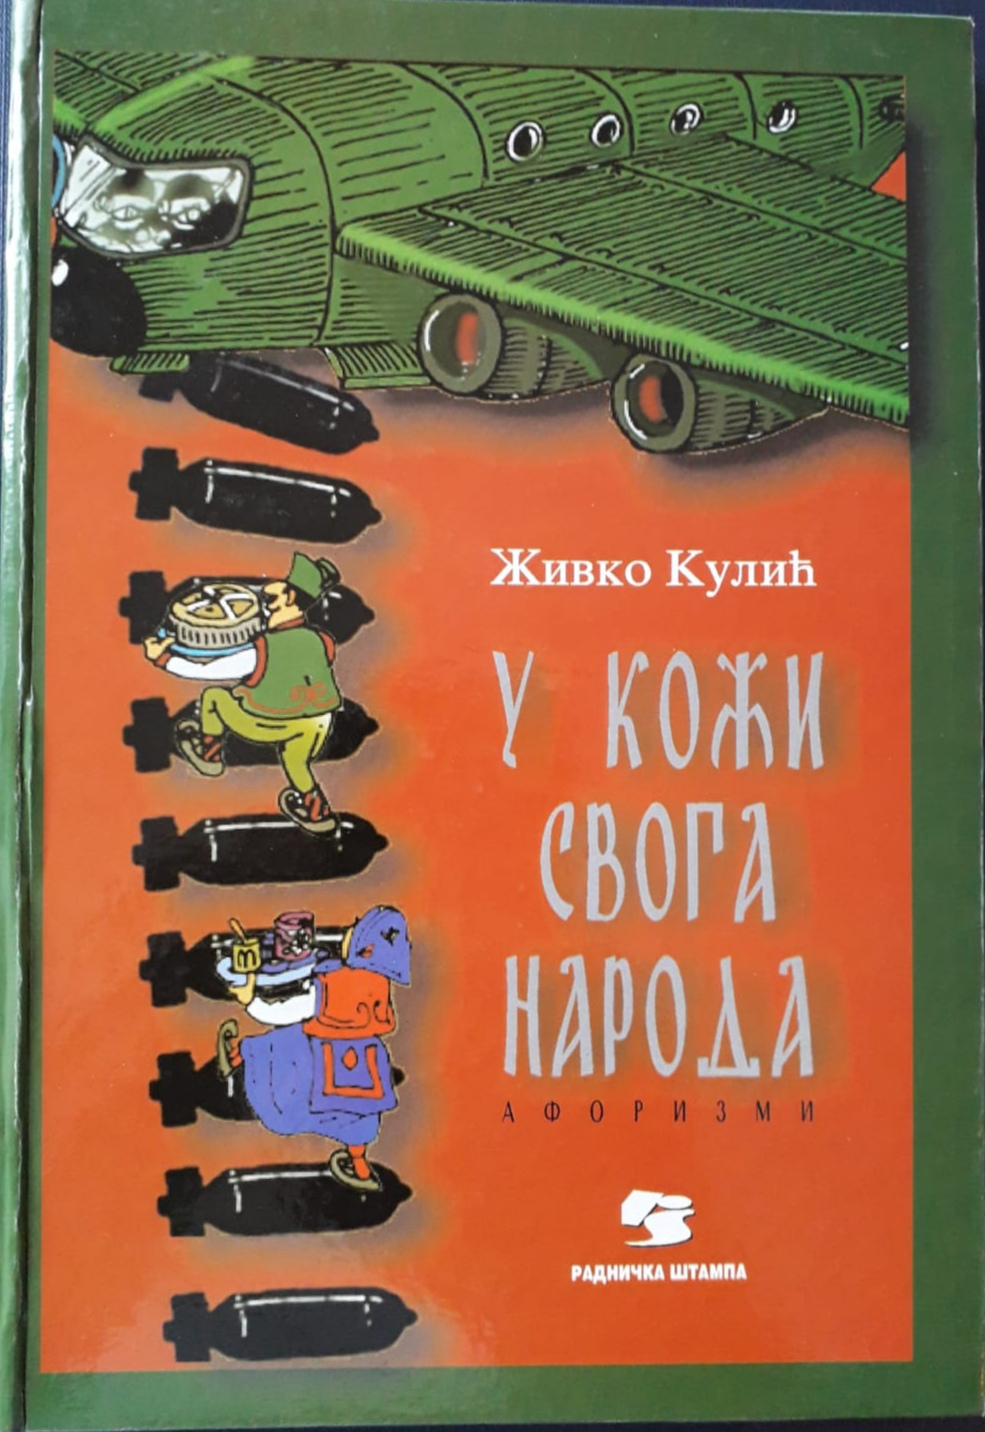 Живко Кулић
У КОЖИ
СВОГА
НАРОДА
АФОРИЗМИ
РАДНИЧКА ШТАМПА